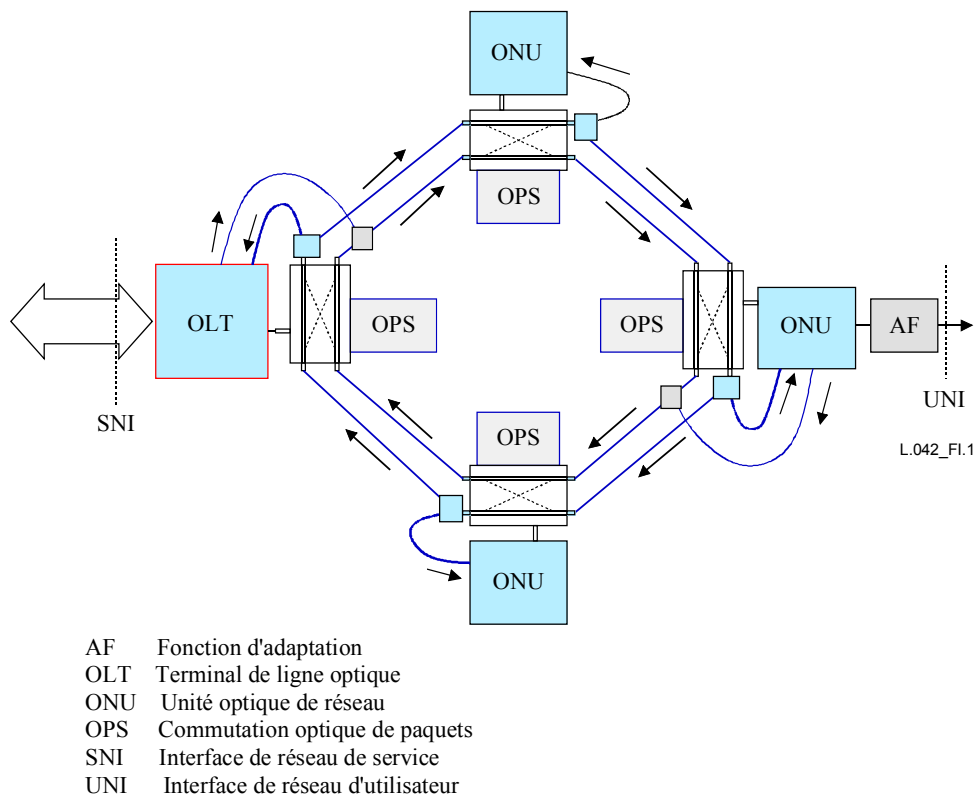 ONU
OPS
OLT
OPS
OPS
ONU
AF
SNI
UNI
OPS
L.042_FI.1
ONU
AF Fonction d'adaptation
OLT Terminal de ligne optique
ONU Unité optique de réseau
OPS Commutation optique de paquets
SNI Interface de réseau de service
UNI Interface de réseau d'utilisateur